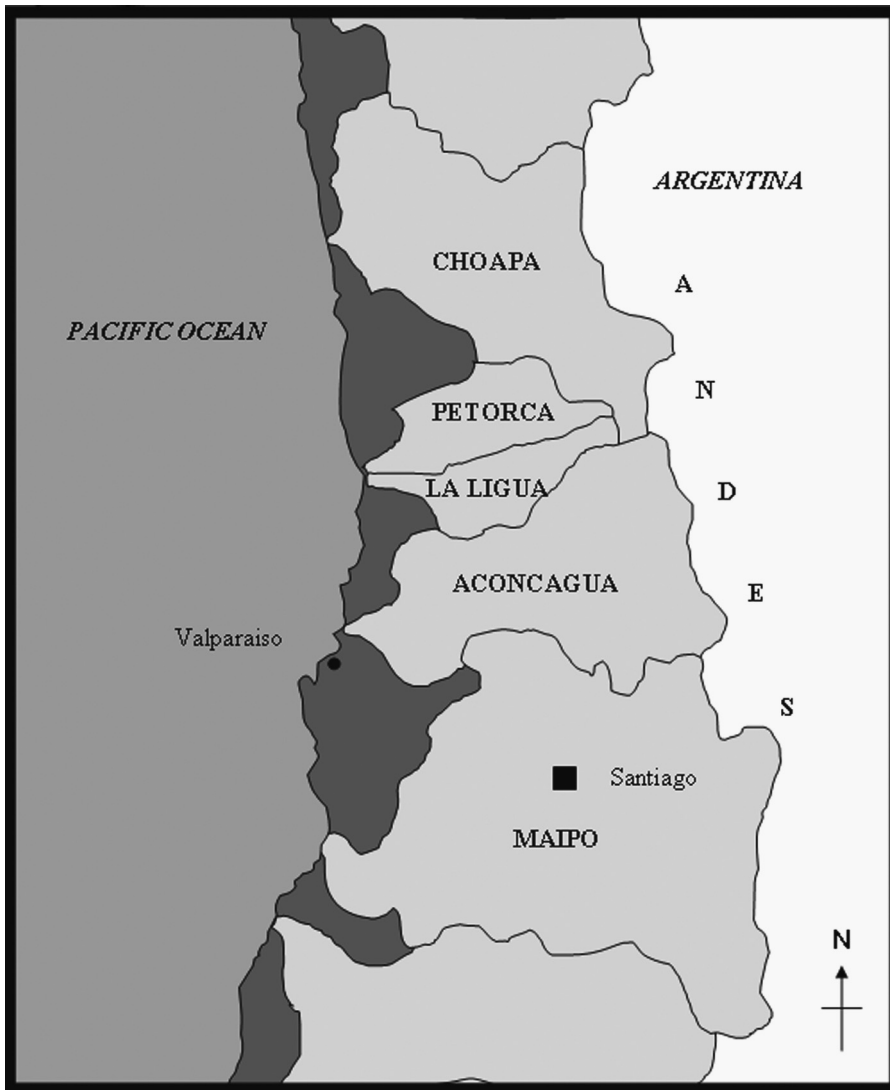 ARGENTINA
CHOAPA
A
PACIFIC OCEAN
N
PETORCA
LA LIGUA
D
ACONCAGUA
E
Valparaiso
S
Santiago
MAIPO
N